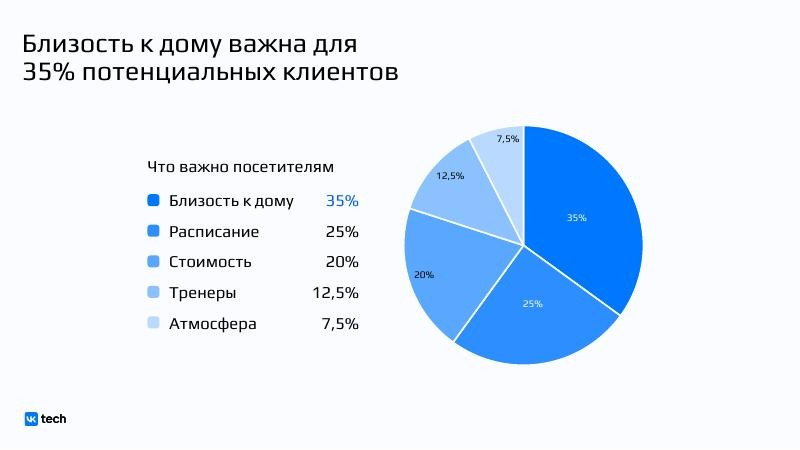 Близость к дому важна для
35% потенциальных клиентов
Что важно посетителям
Близость к дому 35%
Расписание 25%
Стоимость 20%
Тренеры 12,5%
Атмосфера 7,5%
7,5%
12,5%
35%
20%
25%
VK tech